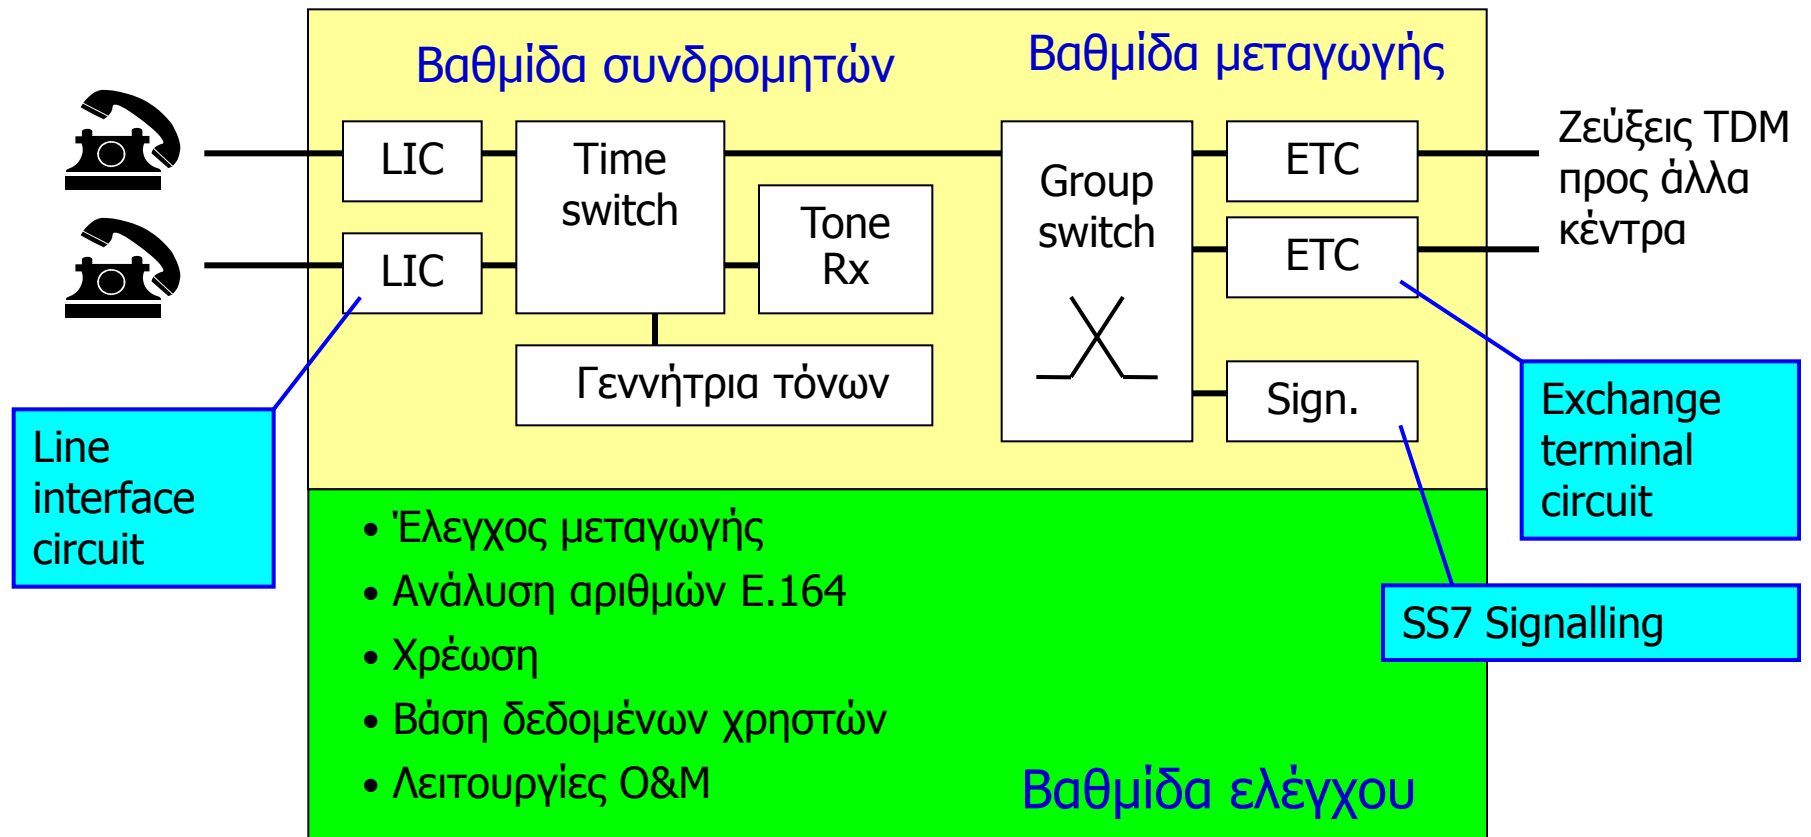 Βαθμίδα συνδρομητών
Βαθμίδα μεταγωγής
LIC
Time
switch
LIC
Tone
Rx
Γεννήτρια τόνων
Group
switch
ETC
ETC
Sign.
Ζεύξεις TDM
προς άλλα
κέντρα
Line
interface
circuit
Exchange
terminal
circuit
SS7 Signalling
• Έλεγχος μεταγωγής
• Ανάλυση αριθμών E.164
• Χρέωση
• Βάση δεδομένων χρηστών
• Λειτουργίες O&M
Βαθμίδα ελέγχου